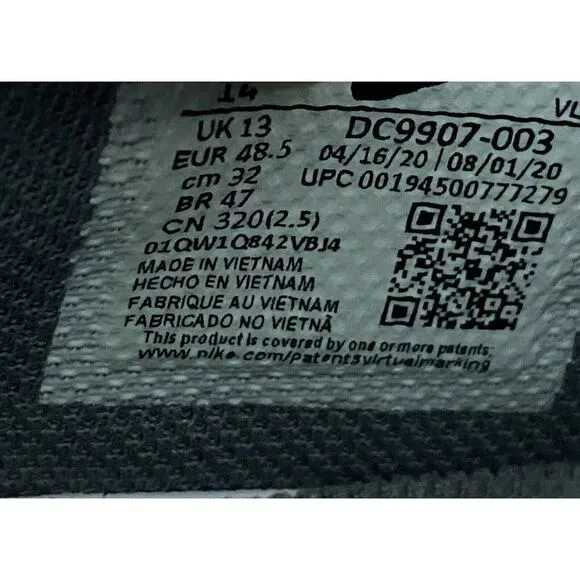 14 VL
UK 13 DC9907-003
EUR 48.5 04/16/20 | 08/01/20
cm 32 UPC 00194500777279
BR 47
CN 320(2.5)
01QW1Q842VBJ4
MADE IN VIETNAM
HECHO EN VIETNAM
FABRIQUE AU VIETNAM
FABRICADO NO VIETNÃ
This product is covered by one or more patents:
www.nike.com/patentsvirtualmarking